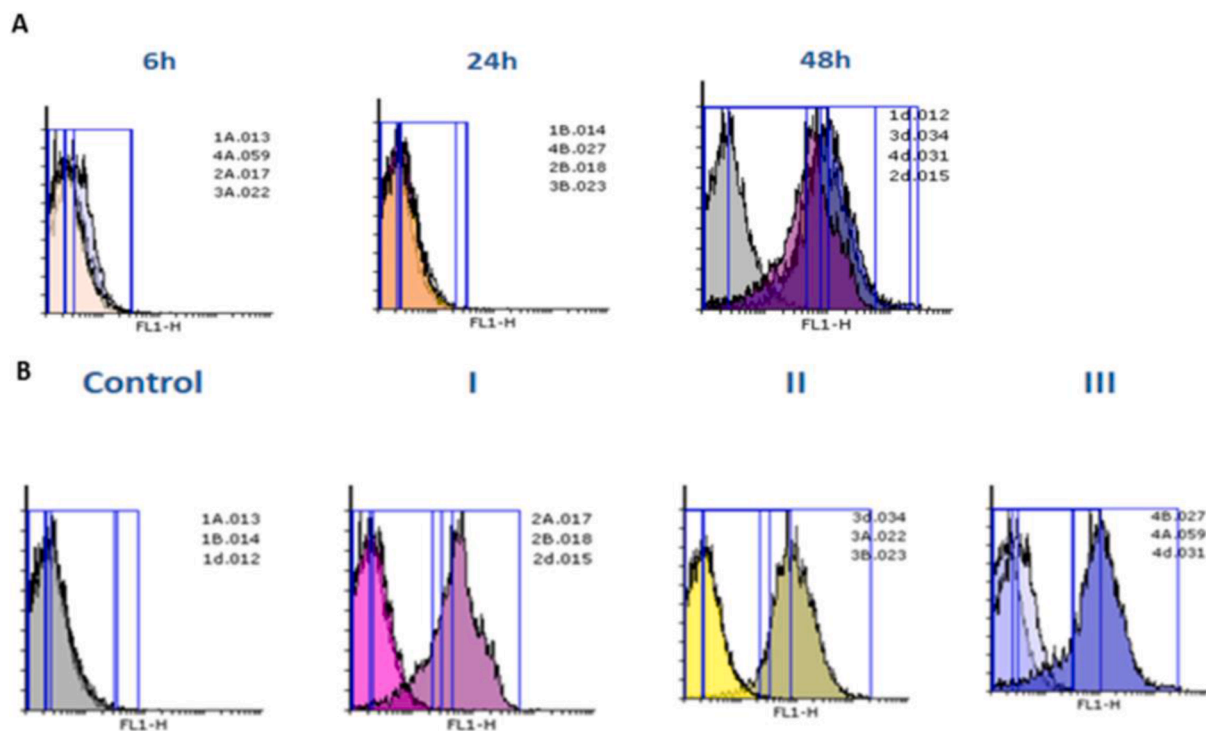 A
6h
24h
48h
1A.013
4A.059
2A.017
3A.022
FL1-H
1B.014
4B.027
2B.018
3B.023
FL1-H
1d.012
3d.034
4d.031
2d.015
FL1-H
B
Control
I
II
III
1A.013
1B.014
1d.012
FL1-H
2A.017
2B.018
2d.015
FL1-H
3d.034
3A.022
3B.023
FL1-H
4B.027
4A.059
4d.031
FL1-H